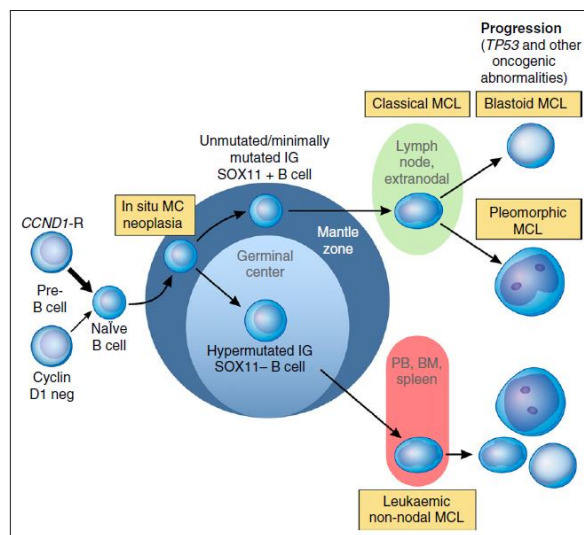 Progression
(TP53 and other
oncogenic
abnormalities)
Classical MCL
Blastoid MCL
Unmutated/minimally
mutated IG
SOX11 + B cell
Lymph
node,
extranodal
In situ MC
neoplasia
CCND1-R
Mantle
zone
Pleomorphic
MCL
Germinal
center
Pre-
B cell
Naïve
B cell
Hypermutated IG
SOX11– B cell
Cyclin
D1 neg
PB, BM,
spleen
Leukaemic
non-nodal MCL